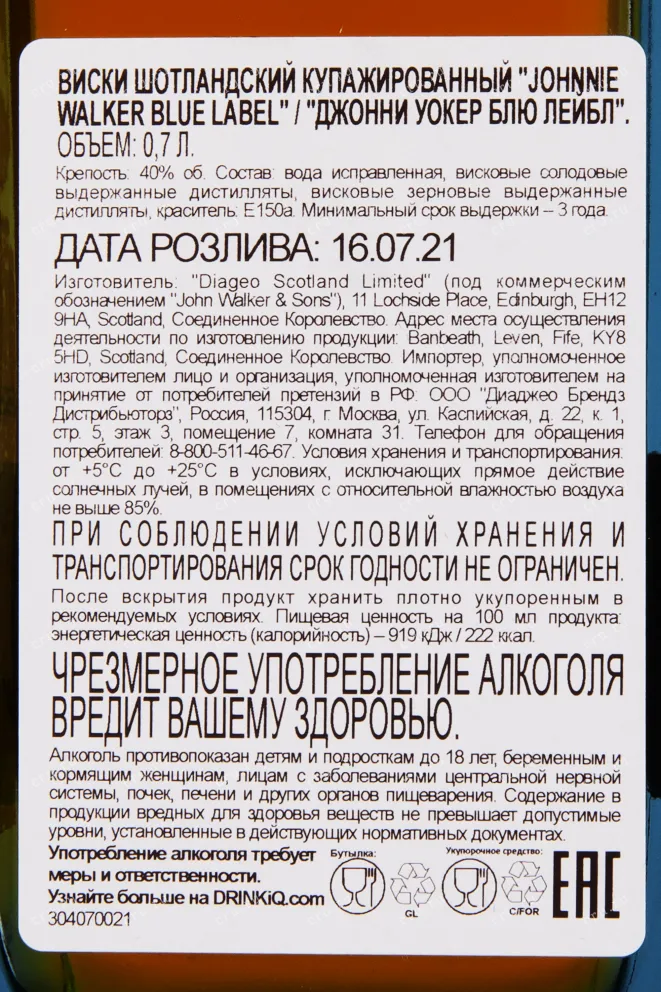 ВИСКИ ШОТЛАНДСКИЙ КУПАЖИРОВАННЫЙ "JOHNNIE
WALKER BLUE LABEL" / "ДЖОННИ УОКЕР БЛЮ ЛЕЙБЛ".
ОБЪЕМ: 0,7 Л.
Крепость: 40% об. Состав: вода исправленная, висковые солодовые
выдержанные дистилляты, висковые зерновые выдержанные
дистилляты, краситель: Е150а. Минимальный срок выдержки – 3 года.
ДАТА РОЗЛИВА: 16.07.21
Изготовитель: "Diageo Scotland Limited" (под коммерческим
обозначением "John Walker & Sons"), 11 Lochside Place, Edinburgh, EH12
9HA, Scotland, Соединенное Королевство. Адрес места осуществления
деятельности по изготовлению продукции: Banbeath, Leven, Fife, KY8
5HD, Scotland, Соединенное Королевство. Импортер, уполномоченное
изготовителем лицо и организация, уполномоченная изготовителем на
принятие от потребителей претензий в РФ: ООО "Диаджео Брендз
Дистрибьюторз", Россия, 115304, г. Москва, ул. Каспийская, д. 22, к. 1,
стр. 5, этаж 3, помещение 7, комната 31. Телефон для обращения
потребителей: 8-800-511-46-67. Условия хранения и транспортирования:
от +5°С до +25°С в условиях, исключающих прямое действие
солнечных лучей, в помещениях с относительной влажностью воздуха
не выше 85%.
ПРИ СОБЛЮДЕНИИ УСЛОВИЙ ХРАНЕНИЯ И
ТРАНСПОРТИРОВАНИЯ СРОК ГОДНОСТИ НЕ ОГРАНИЧЕН.
После вскрытия продукт хранить плотно укупоренным в
рекомендуемых условиях. Пищевая ценность на 100 мл продукта:
энергетическая ценность (калорийность) – 919 кДж / 222 ккал.
ЧРЕЗМЕРНОЕ УПОТРЕБЛЕНИЕ АЛКОГОЛЯ
ВРЕДИТ ВАШЕМУ ЗДОРОВЬЮ.
Алкоголь противопоказан детям и подросткам до 18 лет, беременным и
кормящим женщинам, лицам с заболеваниями центральной нервной
системы, почек, печени и других органов пищеварения. Содержание в
продукции вредных для здоровья веществ не превышает допустимые
уровни, установленные в действующих нормативных документах.
Употребление алкоголя требует
меры и ответственности.
Узнайте больше на DRINKiQ.com
304070021
Бутылка:
GL
Укупорочное средство:
C/FOR
EAC